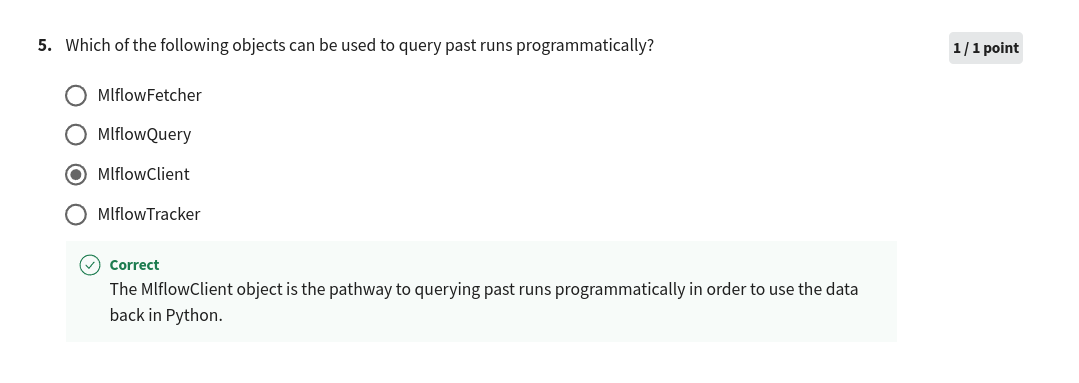 5. Which of the following objects can be used to query past runs programmatically?
1 / 1 point
MlflowFetcher
MlflowQuery
MlflowClient
MlflowTracker
Correct
The MlflowClient object is the pathway to querying past runs programmatically in order to use the data
back in Python.